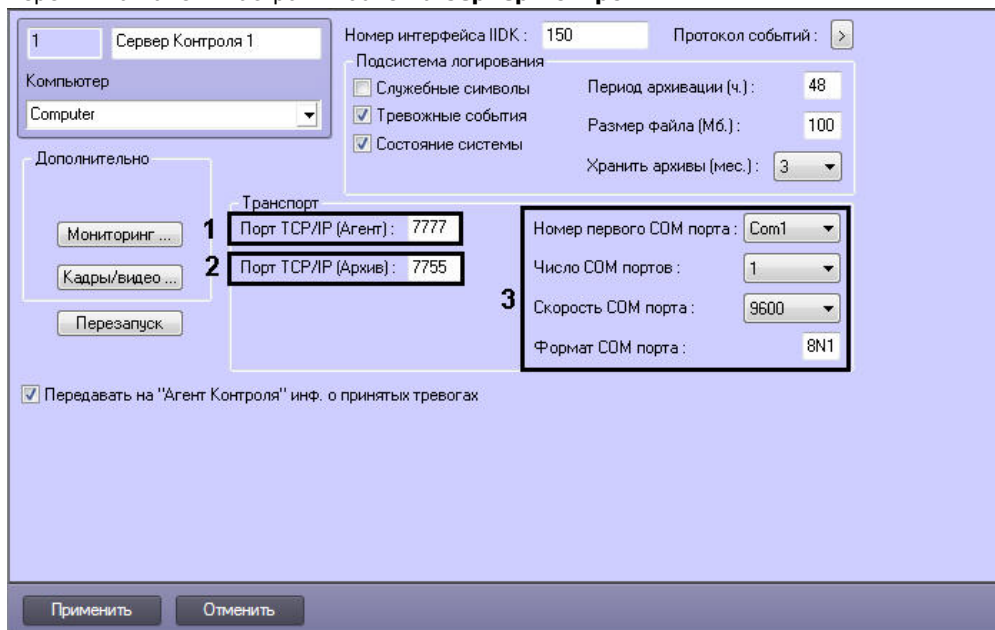 1 Сервер Контроля 1
Компьютер
Computer
Номер интерфейса IIDK : 150 Протокол событий : >
Подсистема логирования
Служебные символы
Тревожные события
Состояние системы
Период архивации (ч.) : 48
Размер файла (Мб.) : 100
Хранить архивы (мес.) : 3
Дополнительно
Мониторинг ...
Кадры/видео ...
Перезапуск
Транспорт
1 Порт TCP/IP (Агент) : 7777
2 Порт TCP/IP (Архив) : 7755
3
Номер первого COM порта : Com1
Число COM портов : 1
Скорость COM порта : 9600
Формат COM порта : 8N1
Передавать на "Агент Контроля" инф. о принятых тревогах
Применить Отменить